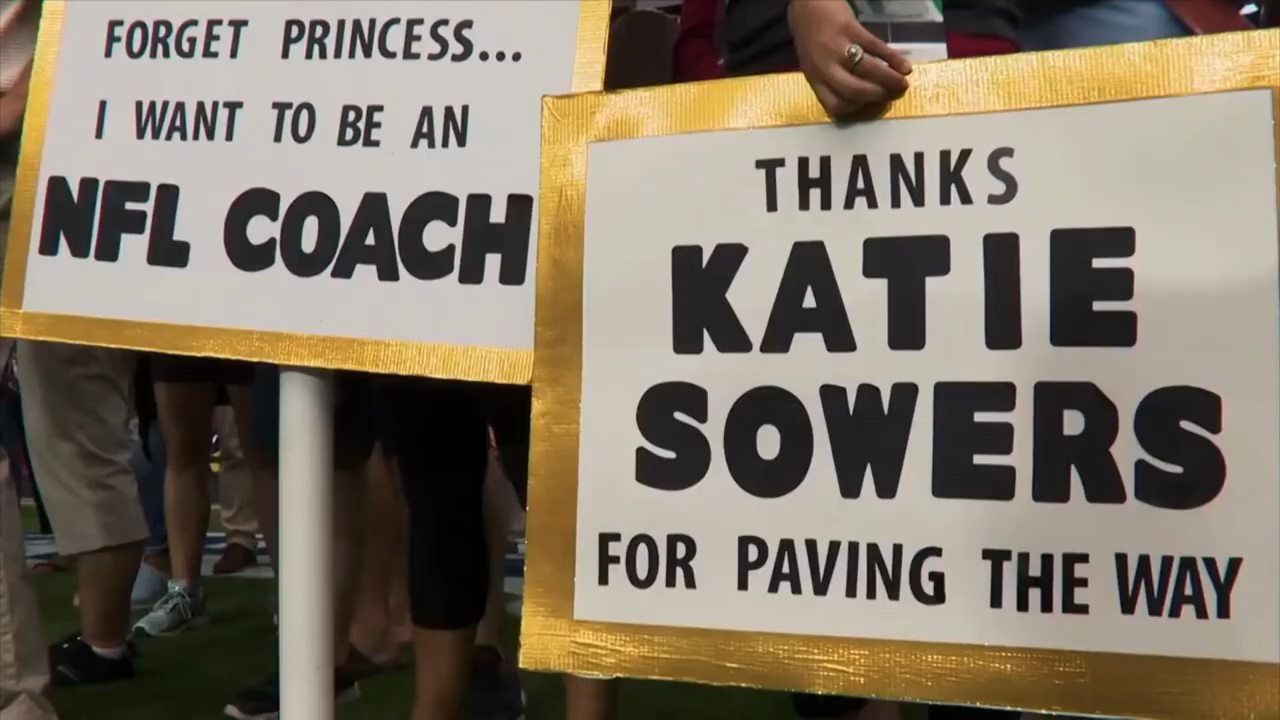 FORGET PRINCESS...
I WANT TO BE AN
NFL COACH
THANKS
KATIE
SOWERS
FOR PAVING THE WAY